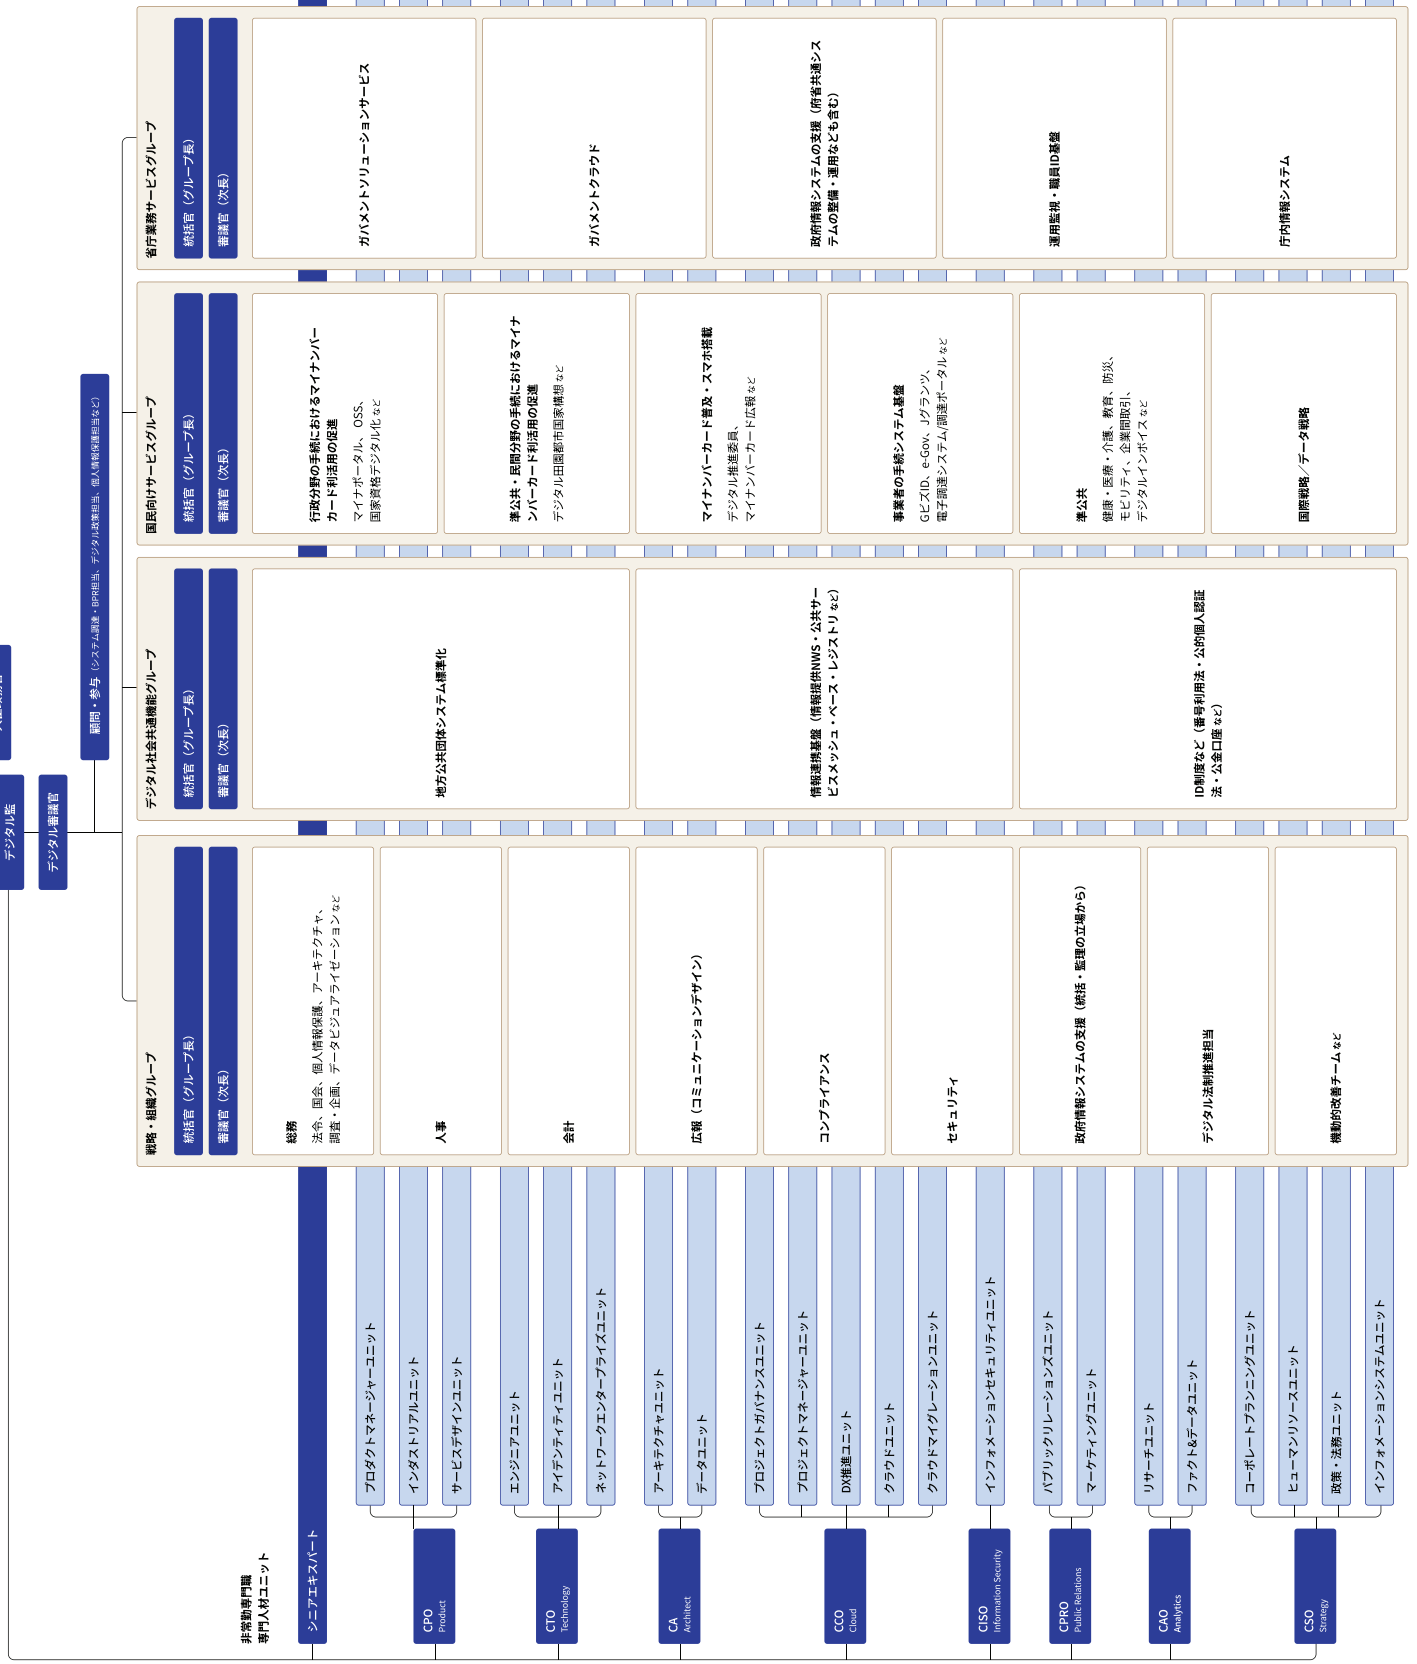 デジタル監
デジタル審議官
顧問・参与（システム調達・BPR担当、デジタル政策担当、個人情報保護担当など）
戦略・組織グループ
統括官（グループ長）
審議官（次長）
総務
法令、国会、個人情報保護、アーキテクチャ、
調査・企画、データビジュアライゼーション など
人事
会計
広報（コミュニケーションデザイン）
コンプライアンス
セキュリティ
政府情報システムの支援（統括・監理の立場から）
デジタル法制推進担当
機動的改善チーム など
デジタル社会共通機能グループ
統括官（グループ長）
審議官（次長）
地方公共団体システム標準化
情報連携基盤（情報提供NWS・公共サー
ビスメッシュ・ベース・レジストリ など）
ID制度など（番号利用法・公的個人認証
法・公金口座 など）
国民向けサービスグループ
統括官（グループ長）
審議官（次長）
行政分野の手続におけるマイナンバー
カード利活用の促進
マイナポータル、OSS、
国家資格デジタル化 など
準公共・民間分野の手続におけるマイナ
ンバーカード利活用の促進
デジタル田園都市国家構想 など
マイナンバーカード普及・スマホ搭載
デジタル推進委員、
マイナンバーカード広報 など
事業者の手続システム基盤
GビズID、e-Gov、Jグランツ、
電子調達システム/調達ポータル など
準公共
健康・医療・介護、教育、防災、
モビリティ、企業間取引、
デジタルインボイス など
国際戦略／データ戦略
省庁業務サービスグループ
統括官（グループ長）
審議官（次長）
ガバメントソリューションサービス
ガバメントクラウド
政府情報システムの支援（府省共通シス
テムの整備・運用なども含む）
運用監視・職員ID基盤
庁内情報システム
非常勤専門職
専門人材ユニット
シニアエキスパート
CPO
Product
プロダクトマネージャーユニット
インダストリアルユニット
サービスデザインユニット
CTO
Technology
エンジニアユニット
アイデンティティユニット
ネットワークエンタープライズユニット
CA
Architect
アーキテクチャユニット
データユニット
CCO
Cloud
プロジェクトガバナンスユニット
プロジェクトマネージャーユニット
DX推進ユニット
クラウドユニット
クラウドマイグレーションユニット
CISO
Information Security
インフォメーションセキュリティユニット
CPRO
Public Relations
パブリックリレーションズユニット
マーケティングユニット
CAO
Analytics
リサーチユニット
ファクト&データユニット
CSO
Strategy
コーポレートプランニングユニット
ヒューマンリソースユニット
政策・法務ユニット
インフォメーションシステムユニット